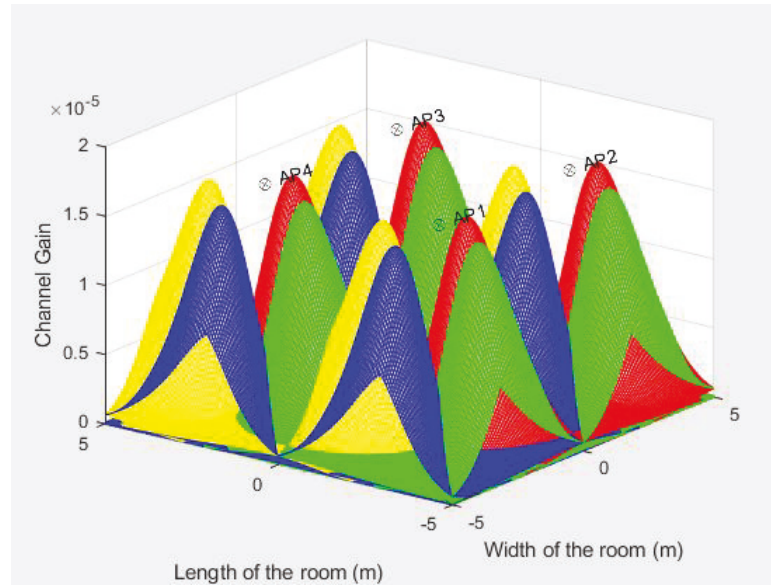 ×10^-5
2
1.5
1
0.5
0
Channel Gain
AP3
AP4
AP2
AP1
5
0
-5
Length of the room (m)
-5
0
5
Width of the room (m)